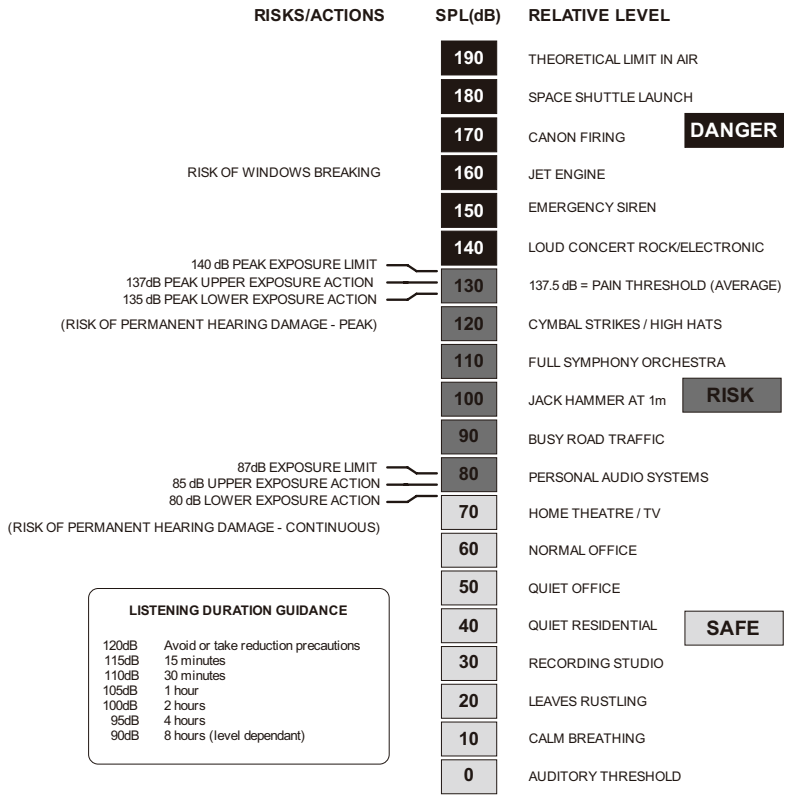 RISKS/ACTIONS SPL(dB) RELATIVE LEVEL
190 THEORETICAL LIMIT IN AIR
180 SPACE SHUTTLE LAUNCH
170 CANON FIRING DANGER
RISK OF WINDOWS BREAKING 160 JET ENGINE
150 EMERGENCY SIREN
140 LOUD CONCERT ROCK/ELECTRONIC
140 dB PEAK EXPOSURE LIMIT
137dB PEAK UPPER EXPOSURE ACTION 130 137.5 dB = PAIN THRESHOLD (AVERAGE)
135 dB PEAK LOWER EXPOSURE ACTION
(RISK OF PERMANENT HEARING DAMAGE - PEAK) 120 CYMBAL STRIKES / HIGH HATS
110 FULL SYMPHONY ORCHESTRA
100 JACK HAMMER AT 1m RISK
90 BUSY ROAD TRAFFIC
87dB EXPOSURE LIMIT
85 dB UPPER EXPOSURE ACTION 80 PERSONAL AUDIO SYSTEMS
80 dB LOWER EXPOSURE ACTION
70 HOME THEATRE / TV
(RISK OF PERMANENT HEARING DAMAGE - CONTINUOUS)
60 NORMAL OFFICE
50 QUIET OFFICE
40 QUIET RESIDENTIAL SAFE
30 RECORDING STUDIO
20 LEAVES RUSTLING
10 CALM BREATHING
0 AUDITORY THRESHOLD
LISTENING DURATION GUIDANCE
120dB Avoid or take reduction precautions
115dB 15 minutes
110dB 30 minutes
105dB 1 hour
100dB 2 hours
95dB 4 hours
90dB 8 hours (level dependant)